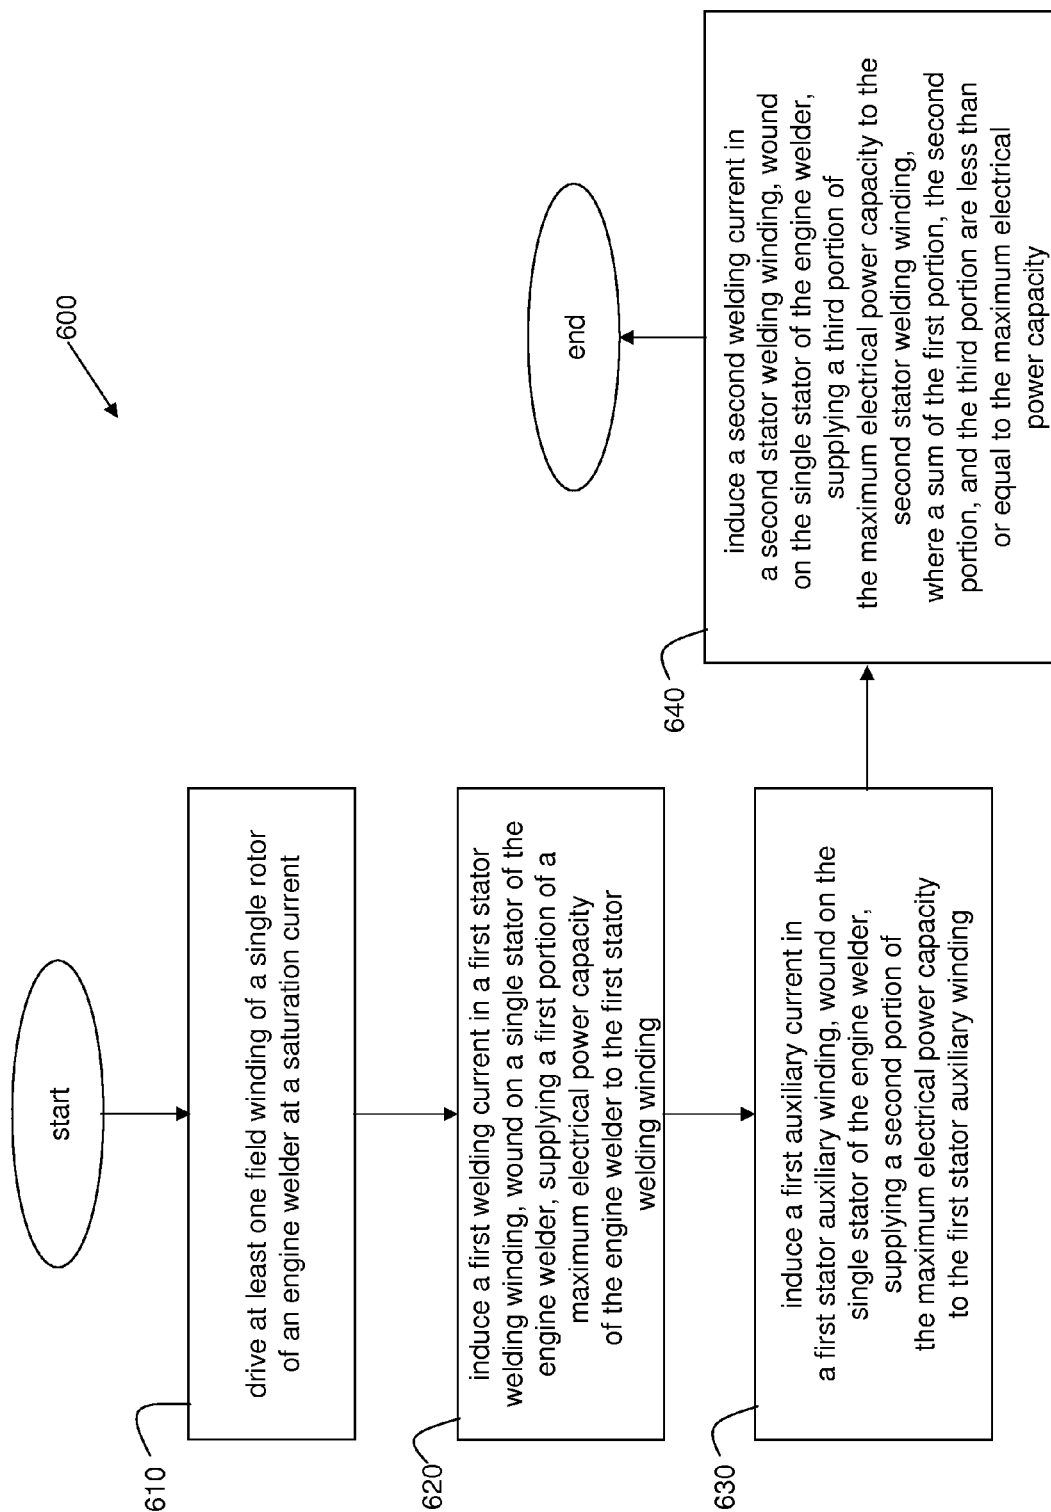 600
start
610
drive at least one field winding of a single rotor
of an engine welder at a saturation current
620
induce a first welding current in a first stator
welding winding, wound on a single stator of the
engine welder, supplying a first portion of a
maximum electrical power capacity
of the engine welder to the first stator
welding winding
630
induce a first auxiliary current in
a first stator auxiliary winding, wound on the
single stator of the engine welder,
supplying a second portion of
the maximum electrical power capacity
to the first stator auxiliary winding
640
induce a second welding current in
a second stator welding winding, wound
on the single stator of the engine welder,
supplying a third portion of
the maximum electrical power capacity to the
second stator welding winding,
where a sum of the first portion, the second
portion, and the third portion are less than
or equal to the maximum electrical
power capacity
end